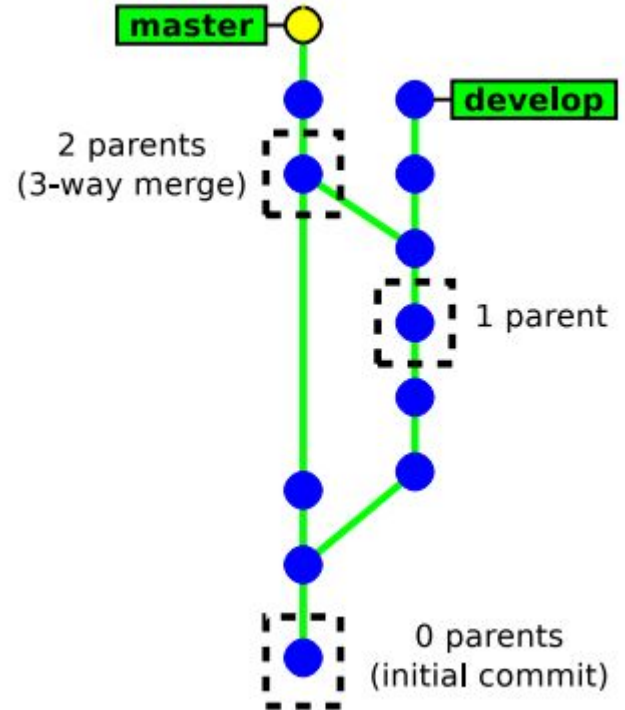 master
develop
2 parents
(3-way merge)
1 parent
0 parents
(initial commit)